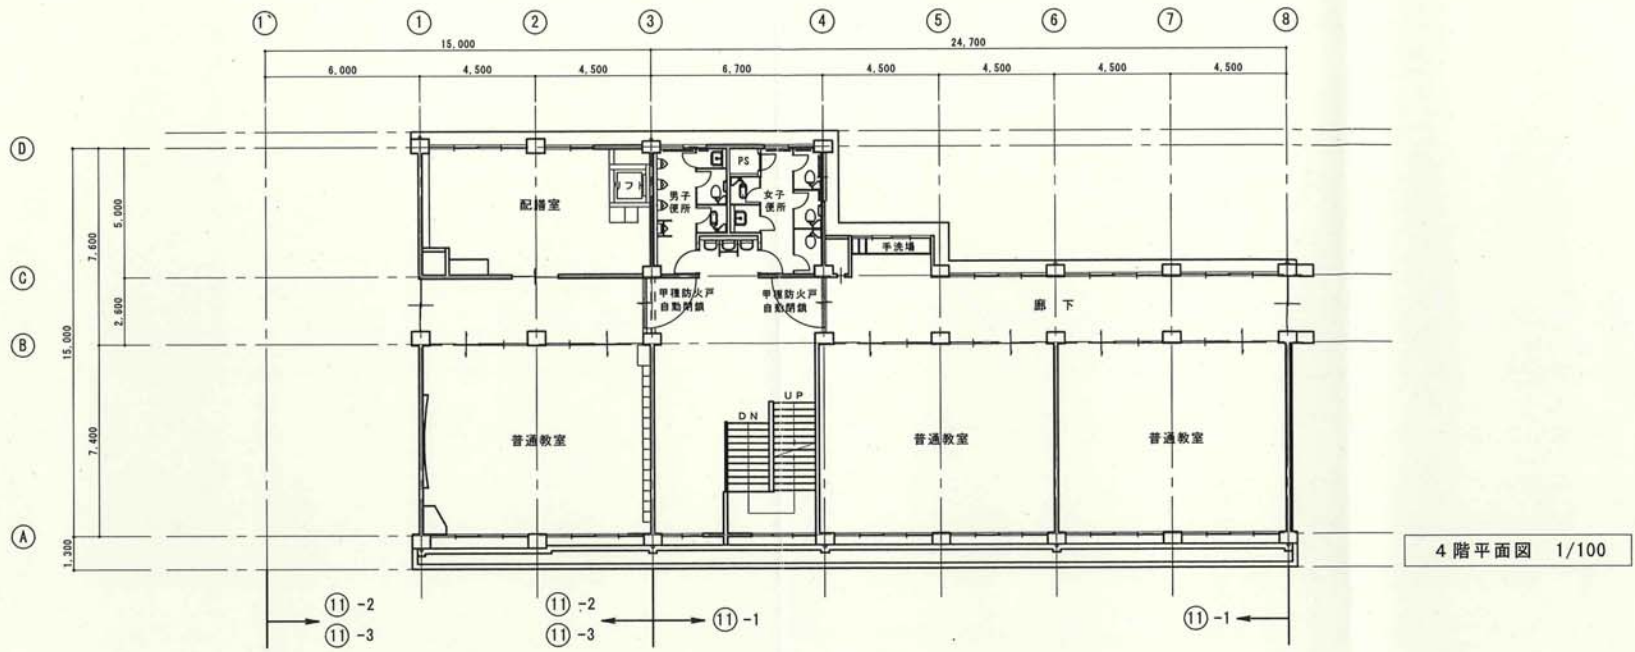 1` 1 2 3 4 5 6 7 8
15,000 24,700
6,000 4,500 4,500 6,700 4,500 4,500 4,500 4,500
D
C
B
A
5,000
7,600
2,600
15,000
7,400
1,300
リフト
配膳室
男子
便所
PS
女子
便所
手洗場
甲種防火戸
自動閉鎖
甲種防火戸
自動閉鎖
廊下
DN
UP
普通教室
普通教室
普通教室
4階平面図 1/100
⑪-2
⑪-3
⑪-2
⑪-3
⑪-1
⑪-1